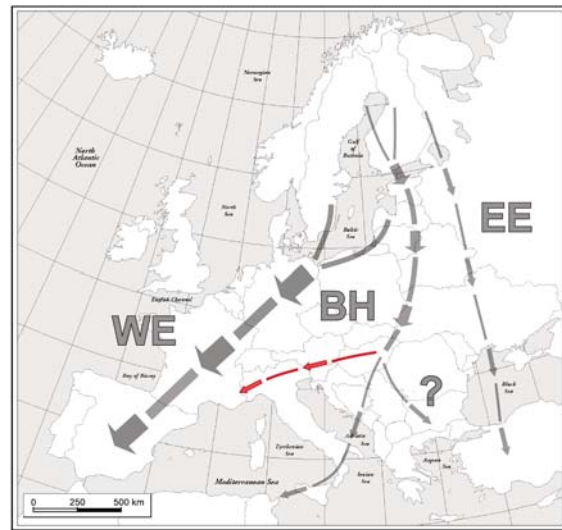 Norwegian
Sea
North
Atlantic
Ocean
Gulf
of
Bothnia
North
Sea
Baltic
Sea
EE
English Channel
BH
WE
Bay of Biscay
?
Black
Sea
Adriatic
Sea
Tyrrhenian
Sea
Aegean
Sea
Ionian
Sea
Mediterranean Sea
0 250 500 km